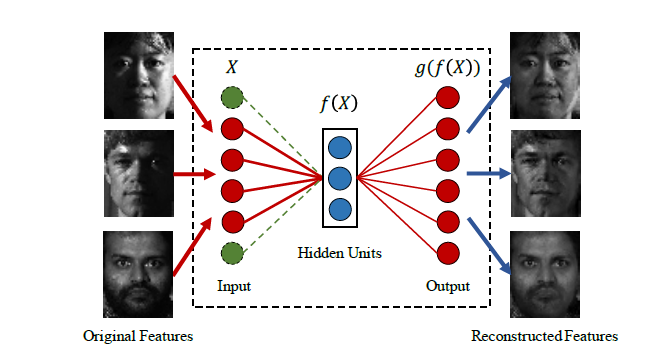 X
g(f(X))
f(X)
Hidden Units
Input
Output
Original Features
Reconstructed Features